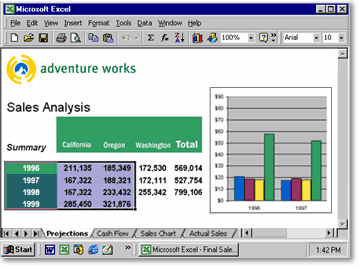 Microsoft Excel
File Edit View Insert Format Tools Data Window Help
100% Arial 10
adventure works
Sales Analysis
Summary California Oregon Washington Total
1996 211,135 185,349 172,530 569,014
1997 167,322 188,321 172,111 527,754
1998 167,322 233,432 255,342 799,106
1999 285,450 321,876
$90
$80
$70
$60
$50
$40
$30
$20
$10
$0
1996 1997
Projections Cash Flow Sales Chart Actual Sales
Start Microsoft Excel - Final Sale... 1:42 PM